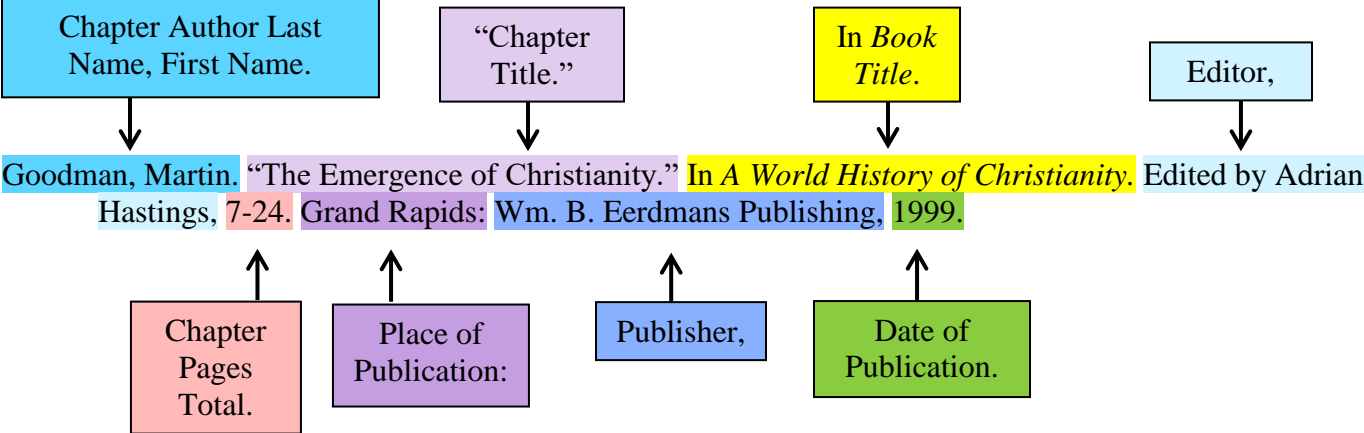 Chapter Author Last
Name, First Name.
“Chapter
Title.”
In Book
Title.
Editor,
Goodman, Martin. “The Emergence of Christianity.” In A World History of Christianity. Edited by Adrian
Hastings, 7-24. Grand Rapids: Wm. B. Eerdmans Publishing, 1999.
Chapter
Pages
Total.
Place of
Publication:
Publisher,
Date of
Publication.